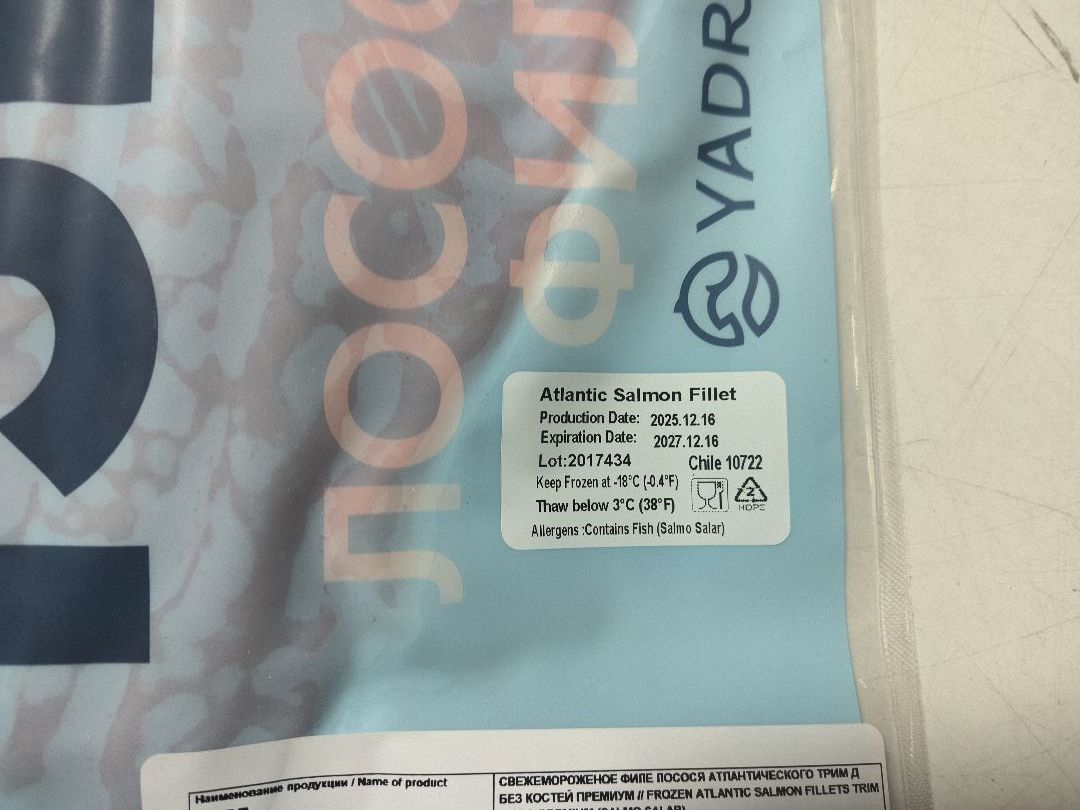 ЛОСОС
ФИЛ
YADR
Atlantic Salmon Fillet
Production Date: 2025.12.16
Expiration Date: 2027.12.16
Lot:2017434 Chile 10722
Keep Frozen at -18°C (-0.4°F)
Thaw below 3°C (38°F)
2
HDPE
Allergens :Contains Fish (Salmo Salar)
Наименование продукции / Name of product
СВЕЖЕМОРОЖЕНОЕ ФИЛЕ ЛОСОСЯ АТЛАНТИЧЕСКОГО ТРИМ Д
БЕЗ КОСТЕЙ ПРЕМИУМ // FROZEN ATLANTIC SALMON FILLETS TRIM